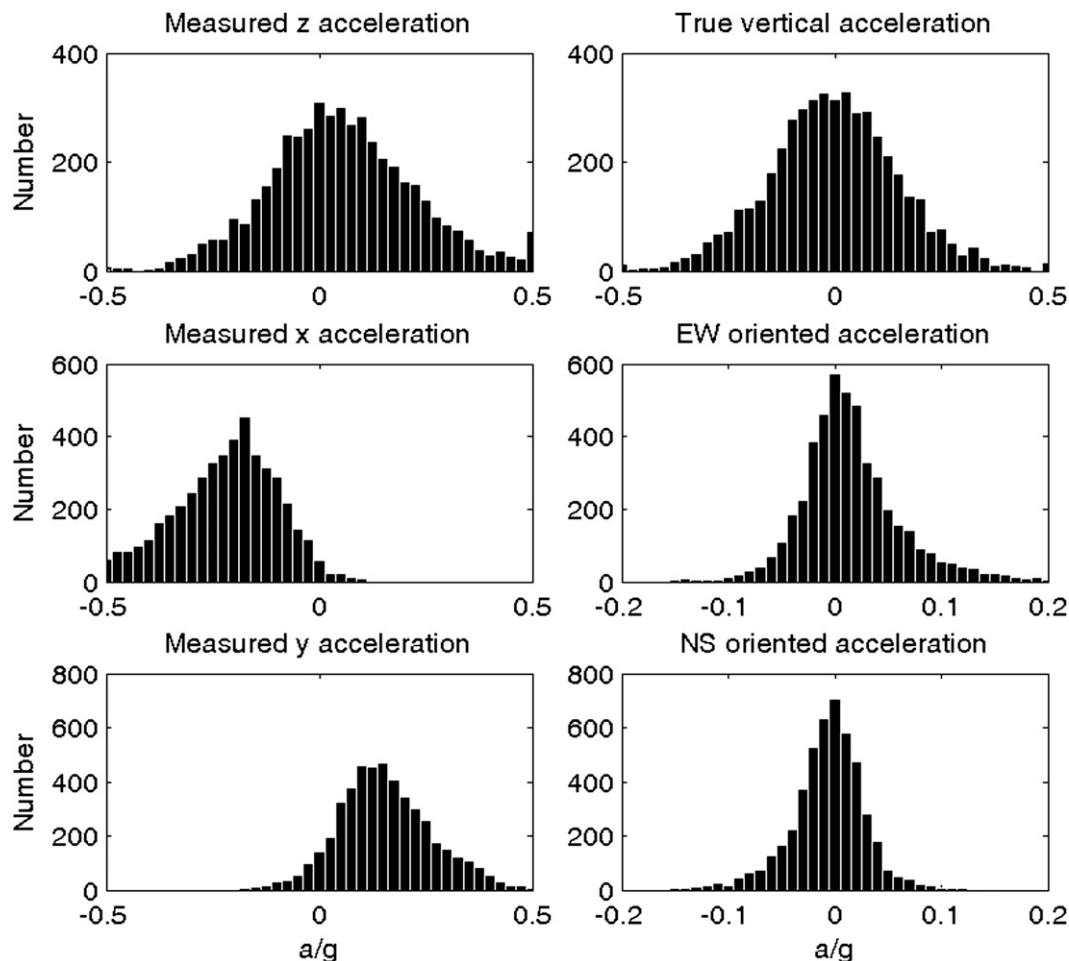 Measured z acceleration
Number
400
200
0
-0.5 0 0.5
True vertical acceleration
400
200
0
-0.5 0 0.5
Measured x acceleration
Number
600
400
200
0
-0.5 0 0.5
EW oriented acceleration
600
400
200
0
-0.2 -0.1 0 0.1 0.2
Measured y acceleration
Number
800
600
400
200
0
-0.5 0 0.5
a/g
NS oriented acceleration
800
600
400
200
0
-0.2 -0.1 0 0.1 0.2
a/g